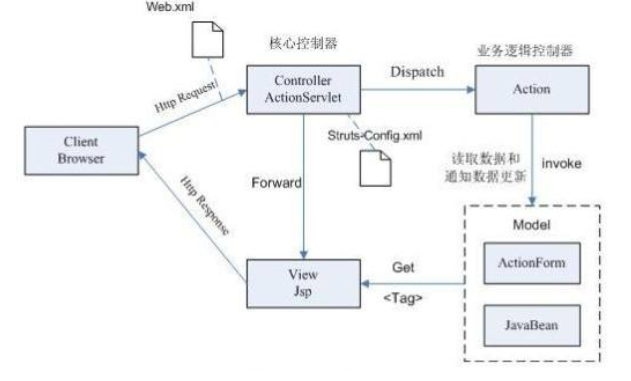 Web.xml
核心控制器
业务逻辑控制器
Controller
ActionServlet
Dispatch
Action
Http Request
Client
Browser
Struts-Config.xml
读取数据和
通知数据更新
invoke
Forward
Http Response
Model
ActionForm
View
Jsp
Get
<Tag>
JavaBean